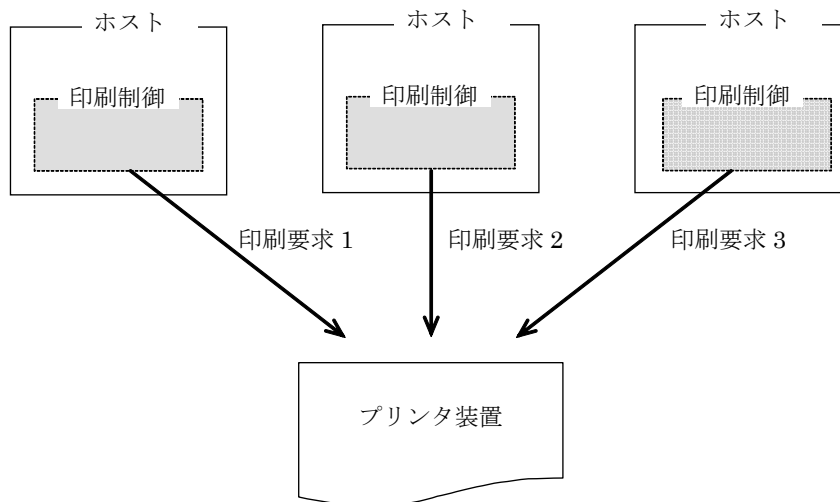 ホスト
ホスト
ホスト
印刷制御
印刷制御
印刷制御
印刷要求 1
印刷要求 2
印刷要求 3
プリンタ装置